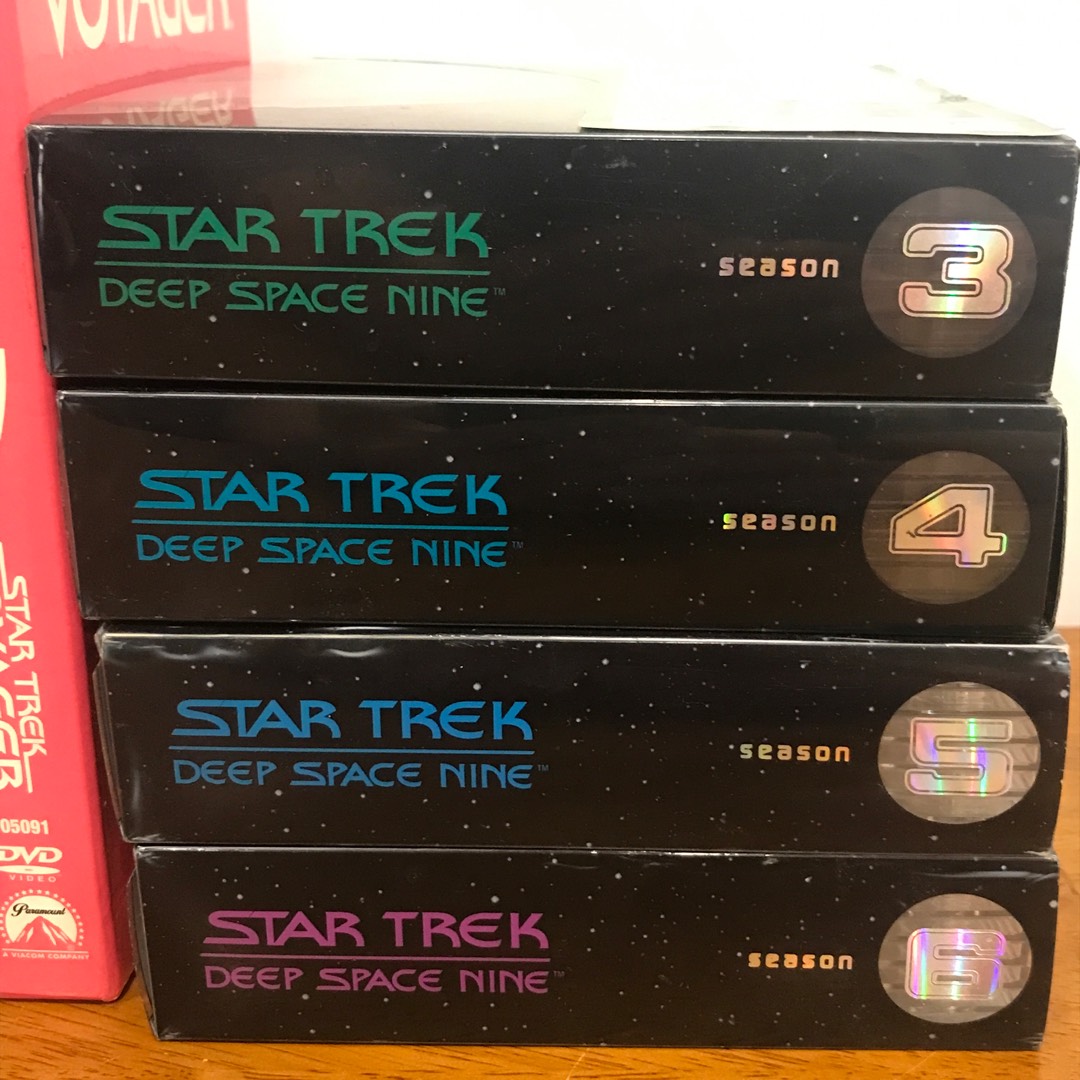 VOYAGER
STAR TREK
DEEP SPACE NINE™
season 3
STAR TREK
DEEP SPACE NINE™
season 4
STAR TREK
DEEP SPACE NINE™
season 5
STAR TREK
DEEP SPACE NINE™
season 6
STAR TREK
VOYAGER
05091
DVD
VIDEO
Paramount
A VIACOM COMPANY